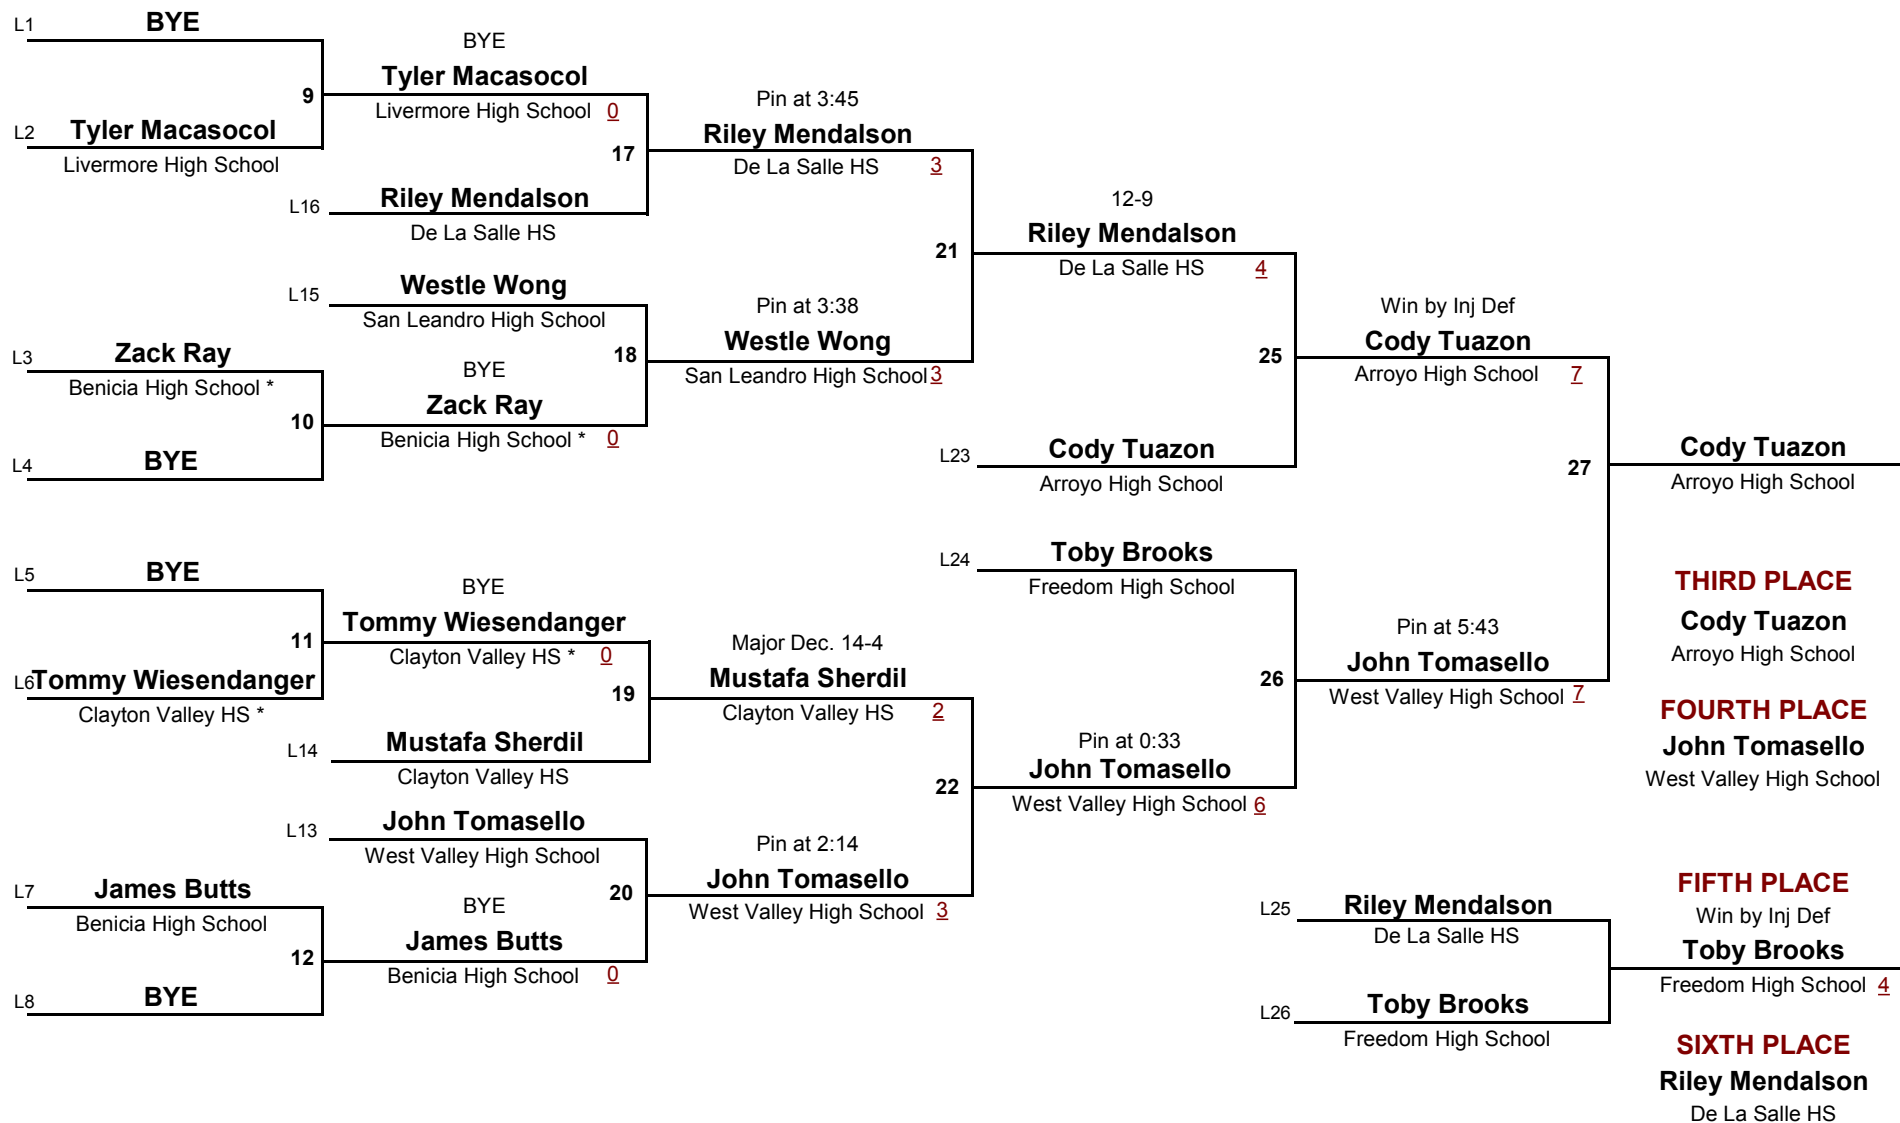 L1 BYE
9
L2 Tyler Macasocol
Livermore High School
BYE
Tyler Macasocol
Livermore High School 0
17
L16 Riley Mendalson
De La Salle HS
Pin at 3:45
Riley Mendalson
De La Salle HS 3
21
L15 Westle Wong
San Leandro High School
18
L3 Zack Ray
Benicia High School *
10
L4 BYE
BYE
Zack Ray
Benicia High School * 0
Pin at 3:38
Westle Wong
San Leandro High School 3
12-9
Riley Mendalson
De La Salle HS 4
25
L23 Cody Tuazon
Arroyo High School
Win by Inj Def
Cody Tuazon
Arroyo High School 7
27
Cody Tuazon
Arroyo High School
L5 BYE
11
L6 Tommy Wiesendanger
Clayton Valley HS *
BYE
Tommy Wiesendanger
Clayton Valley HS * 0
19
L14 Mustafa Sherdil
Clayton Valley HS
Major Dec. 14-4
Mustafa Sherdil
Clayton Valley HS 2
22
L13 John Tomasello
West Valley High School
20
L7 James Butts
Benicia High School
12
L8 BYE
BYE
James Butts
Benicia High School 0
Pin at 2:14
John Tomasello
West Valley High School 3
L24 Toby Brooks
Freedom High School
26
Pin at 0:33
John Tomasello
West Valley High School 6
Pin at 5:43
John Tomasello
West Valley High School 7
THIRD PLACE
Cody Tuazon
Arroyo High School
FOURTH PLACE
John Tomasello
West Valley High School
L25 Riley Mendalson
De La Salle HS
L26 Toby Brooks
Freedom High School
FIFTH PLACE
Win by Inj Def
Toby Brooks
Freedom High School 4
SIXTH PLACE
Riley Mendalson
De La Salle HS